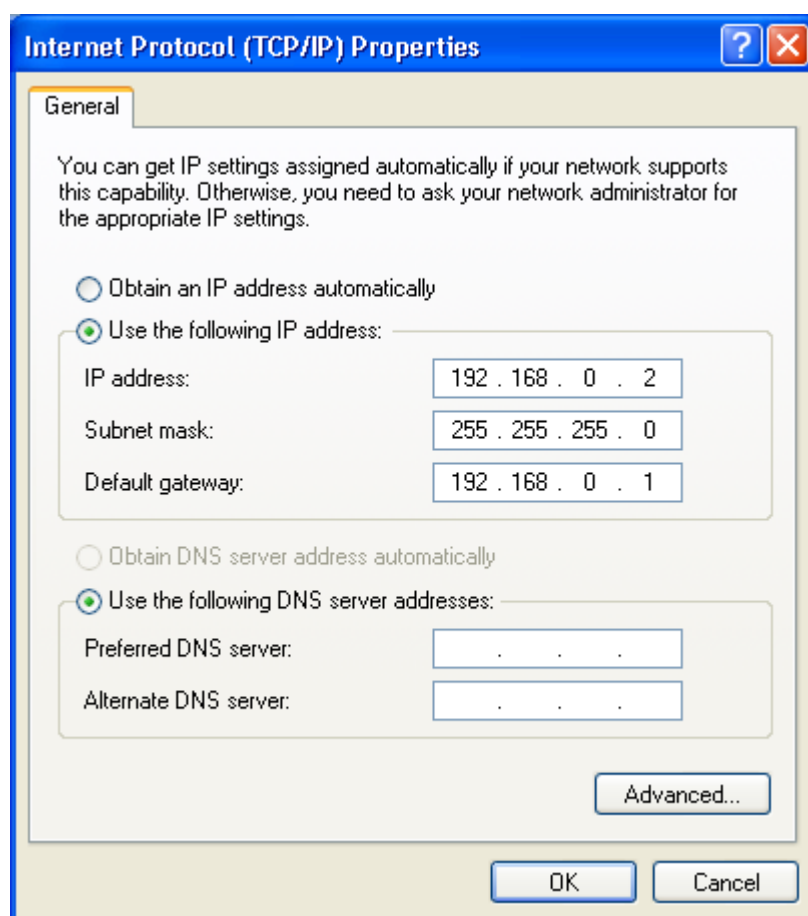 Internet Protocol (TCP/IP) Properties
General
You can get IP settings assigned automatically if your network supports
this capability. Otherwise, you need to ask your network administrator for
the appropriate IP settings.
Obtain an IP address automatically
Use the following IP address:
IP address: 192 . 168 . 0 . 2
Subnet mask: 255 . 255 . 255 . 0
Default gateway: 192 . 168 . 0 . 1
Obtain DNS server address automatically
Use the following DNS server addresses:
Preferred DNS server: . . .
Alternate DNS server: . . .
Advanced...
OK Cancel